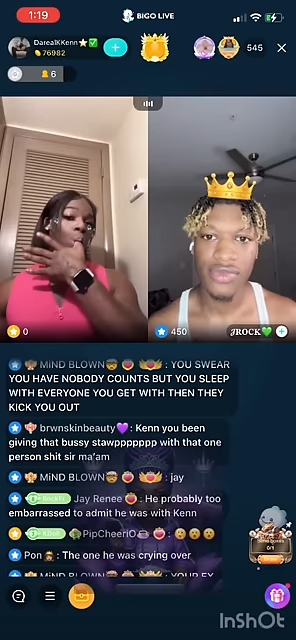 1:19
BIGO LIVE
DarealKKenn⭐✅
76982
545
6
0
450
JROCK💚
MiND BLOWN🤯 : YOU SWEAR
YOU HAVE NOBODY COUNTS BUT YOU SLEEP
WITH EVERYONE YOU GET WITH THEN THEY
KICK YOU OUT
brwnskinbeauty💜 : Kenn you been
giving that bussy stawppppppp with that one
person shit sir ma'am
MiND BLOWN🤯 : jay
Jay Renee : He probably too
embarrassed to admit he was with Kenn
PipCheeriO : 😮😮😮
Pon : The one he was crying over
MiND BLOWN : YOUR EX
0/1
InShOt